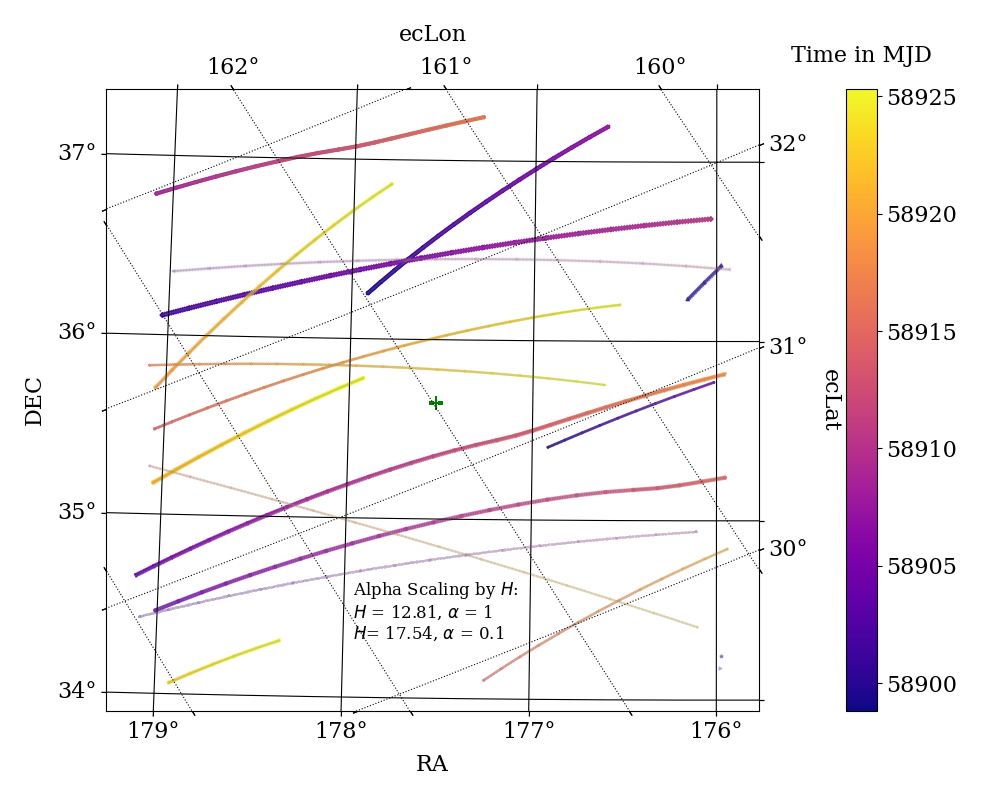 ecLon
Time in MJD
162°
161°
160°
58925
37°
32°
58920
36°
31°
58915
DEC
ecLat
58910
35°
30°
58905
Alpha Scaling by H:
H = 12.81, α = 1
H= 17.54, α = 0.1
34°
58900
179°
178°
177°
176°
RA